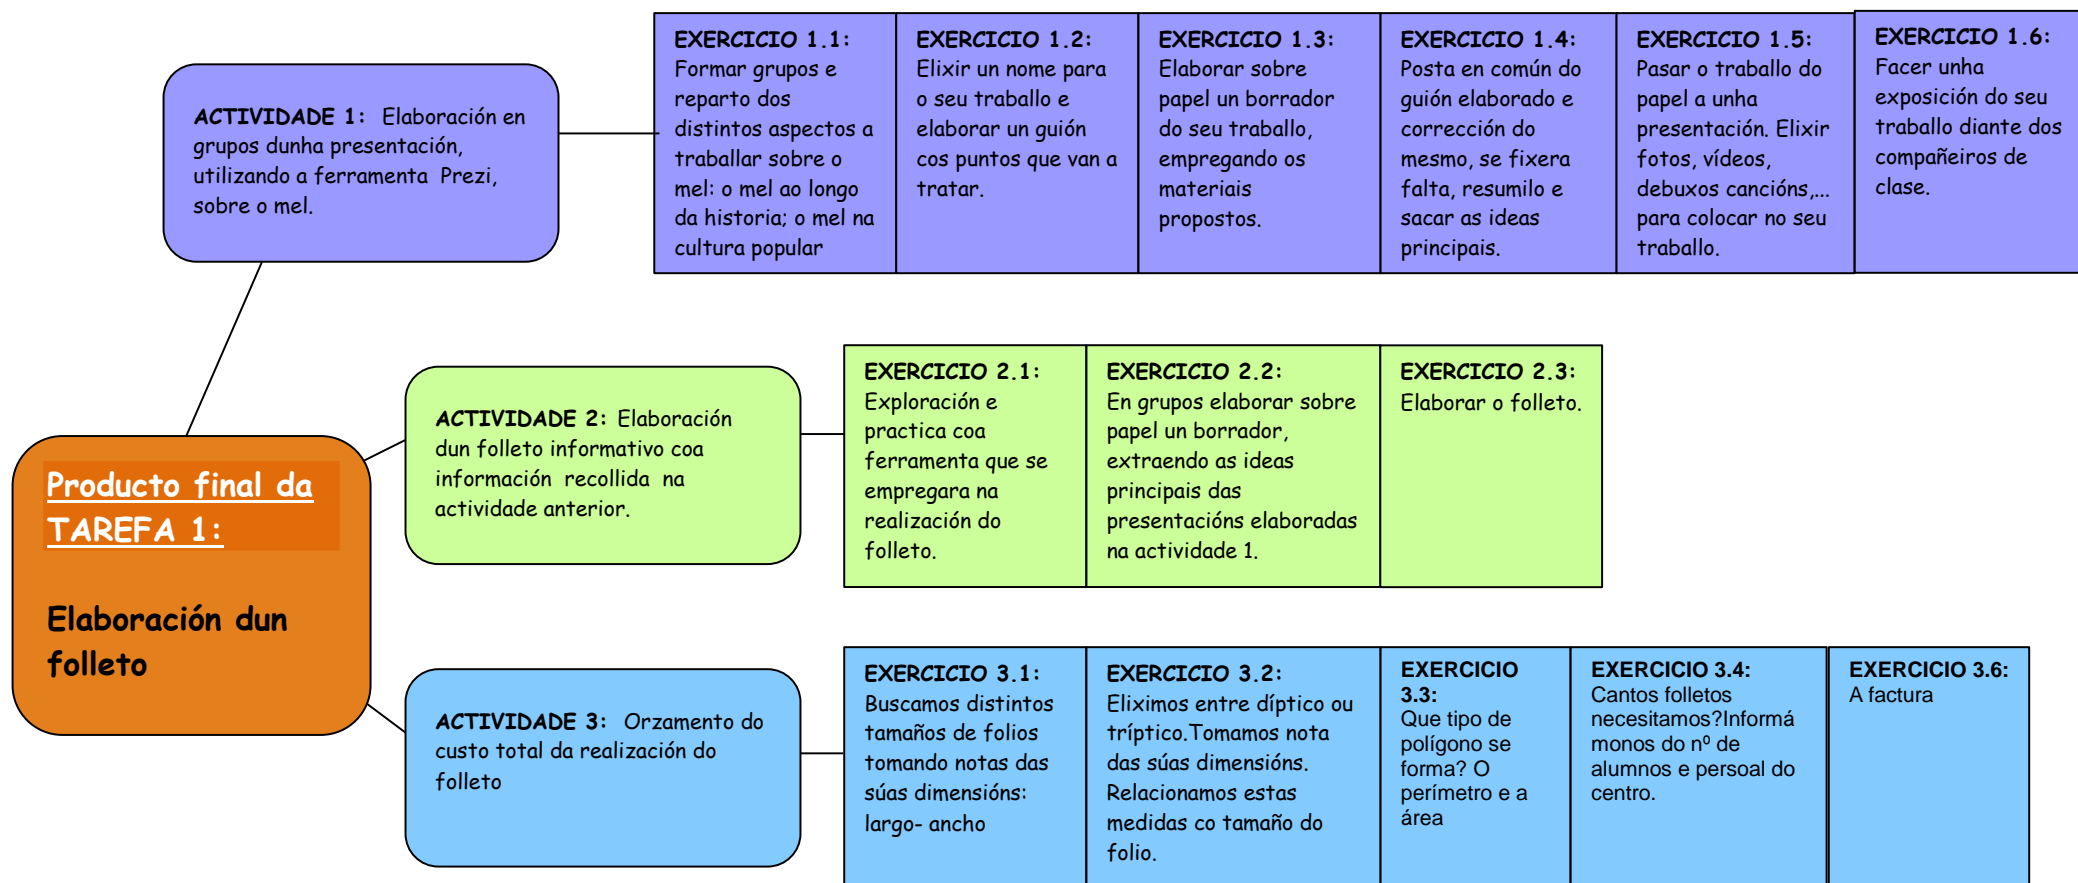 EXERCICIO 1.1:
Formar grupos e
reparto dos
distintos aspectos a
traballar sobre o
mel: o mel ao longo
da historia; o mel na
cultura popular
EXERCICIO 1.2:
Elixir un nome para
o seu traballo e
elaborar un guión
cos puntos que van a
tratar.
EXERCICIO 1.3:
Elaborar sobre
papel un borrador
do seu traballo,
empregando os
materiais
propostos.
EXERCICIO 1.4:
Posta en común do
guión elaborado e
corrección do
mesmo, se fixera
falta, resumilo e
sacar as ideas
principais.
EXERCICIO 1.5:
Pasar o traballo do
papel a unha
presentación. Elixir
fotos, vídeos,
debuxos cancións,...
para colocar no seu
traballo.
EXERCICIO 1.6:
Facer unha
exposición do seu
traballo diante dos
compañeiros de
clase.
ACTIVIDADE 1: Elaboración en
grupos dunha presentación,
utilizando a ferramenta Prezi,
sobre o mel.
EXERCICIO 2.1:
Exploración e
practica coa
ferramenta que se
empregara na
realización do
folleto.
EXERCICIO 2.2:
En grupos elaborar sobre
papel un borrador,
extraendo as ideas
principais das
presentacións elaboradas
na actividade 1.
EXERCICIO 2.3:
Elaborar o folleto.
ACTIVIDADE 2: Elaboración
dun folleto informativo coa
información recollida na
actividade anterior.
Producto final da
TAREFA 1:
Elaboración dun
folleto
EXERCICIO 3.1:
Buscamos distintos
tamaños de folios
tomando notas das
súas dimensións:
largo- ancho
EXERCICIO 3.2:
Eliximos entre díptico ou
tríptico.Tomamos nota
das súas dimensións.
Relacionamos estas
medidas co tamaño do
folio.
EXERCICIO
3.3:
Que tipo de
polígono se
forma? O
perímetro e a
área
EXERCICIO 3.4:
Cantos folletos
necesitamos?Informá
monos do nº de
alumnos e persoal do
centro.
EXERCICIO 3.6:
A factura
ACTIVIDADE 3: Orzamento do
custo total da realización do
folleto